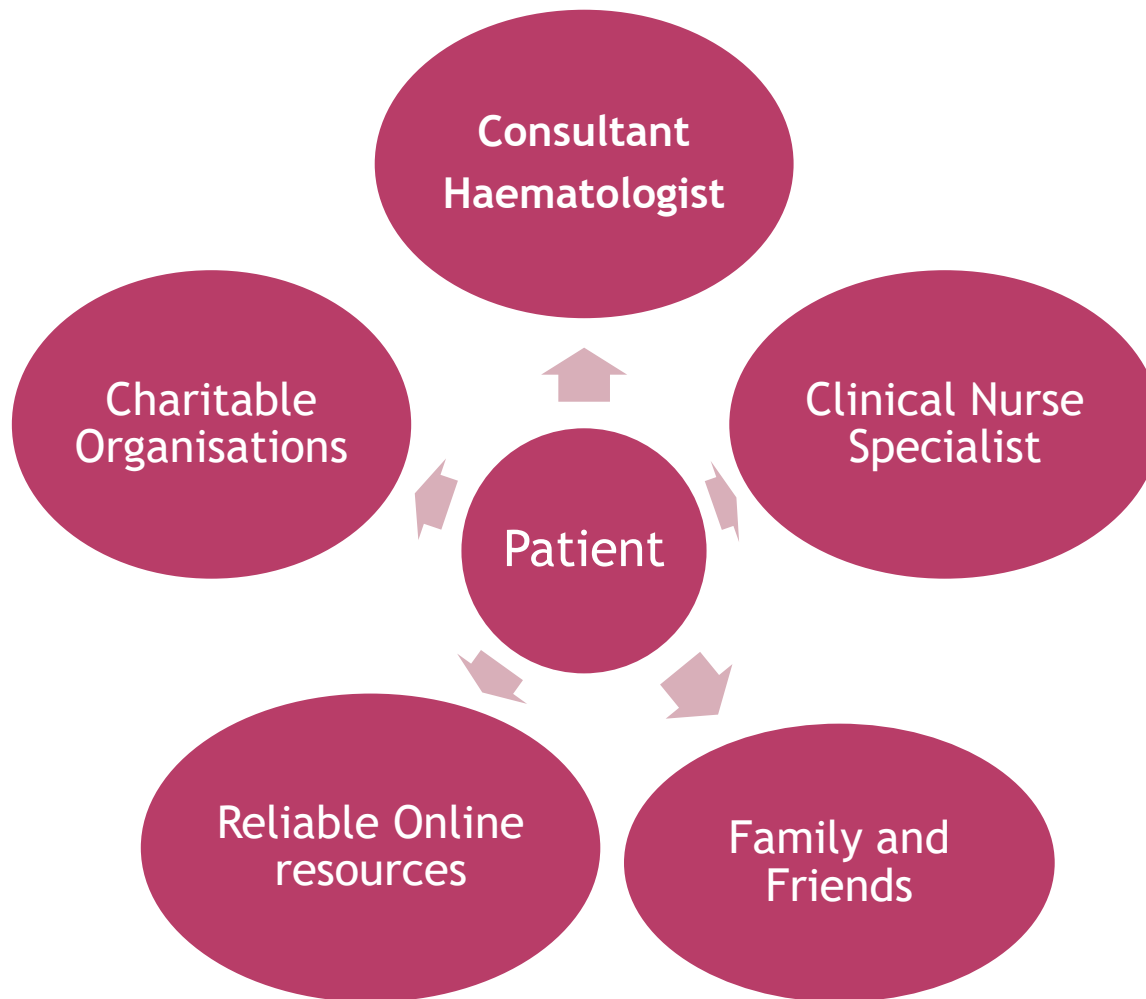 Consultant
Haematologist
Charitable
Organisations
Clinical Nurse
Specialist
Patient
Reliable Online
resources
Family and
Friends